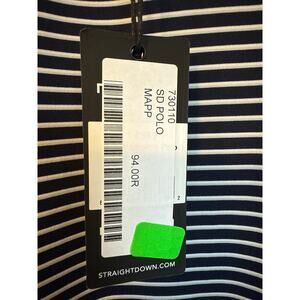 730110
SD POLO
MAPP
94.00R
STRAIGHTDOWN.COM